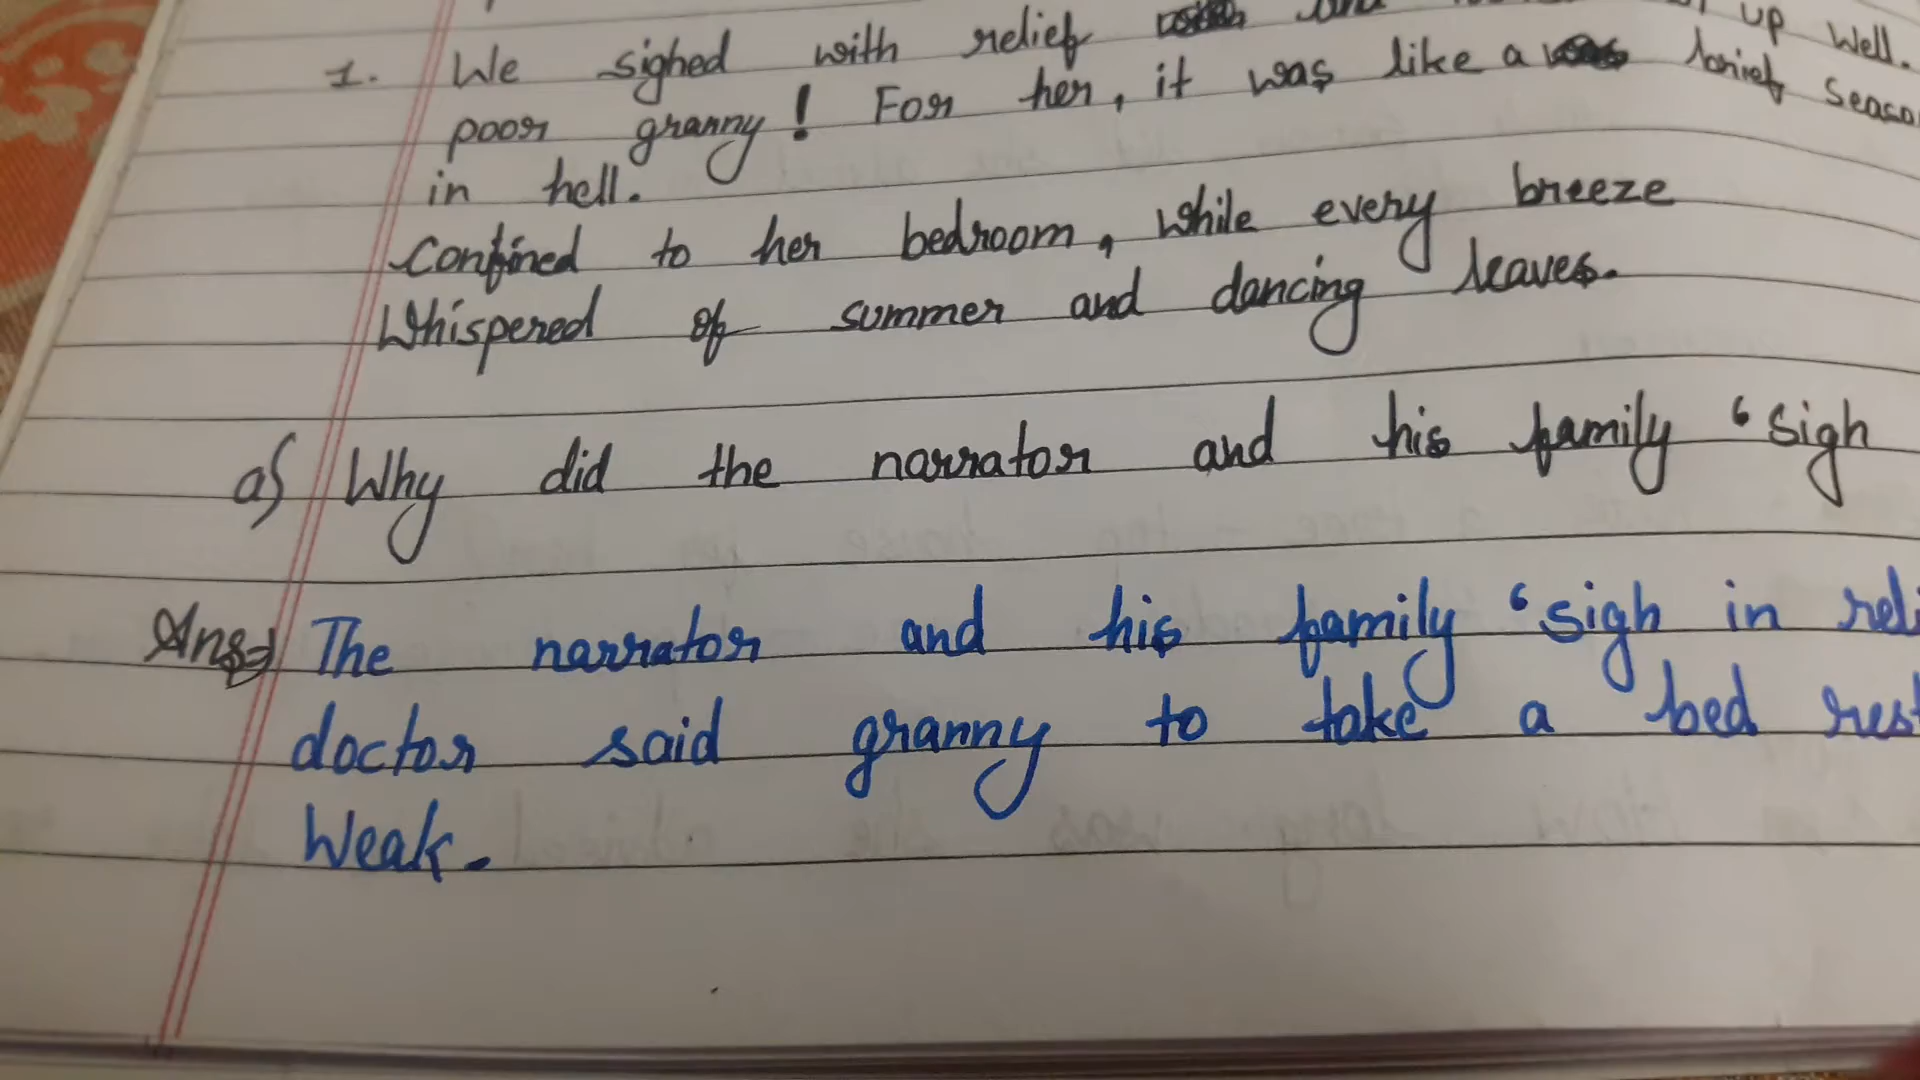 1. We sighed with relief and up well.
poor granny! For her, it was like a brief seaso
in hell.
Confined to her bedroom, while every breeze
Whispered of summer and dancing leaves.
a) Why did the narrator and his family 'sigh
Ans⇒ The narrator and his family 'sigh in reli
doctor said granny to take a bed rest
Weak.